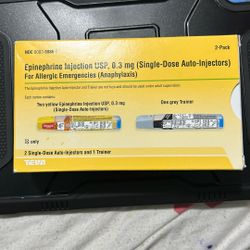 2-Pack
Epinephrine Injection USP, 0.3 mg (Single-Dose Auto-Injectors)
For Allergic Emergencies (Anaphylaxis)
Two yellow Epinephrine Injection USP, 0.3 mg
(Single-Dose Auto-Injectors)
One grey Trainer
only
2 Single-Dose Auto-Injectors and 1 Trainer
TEVA